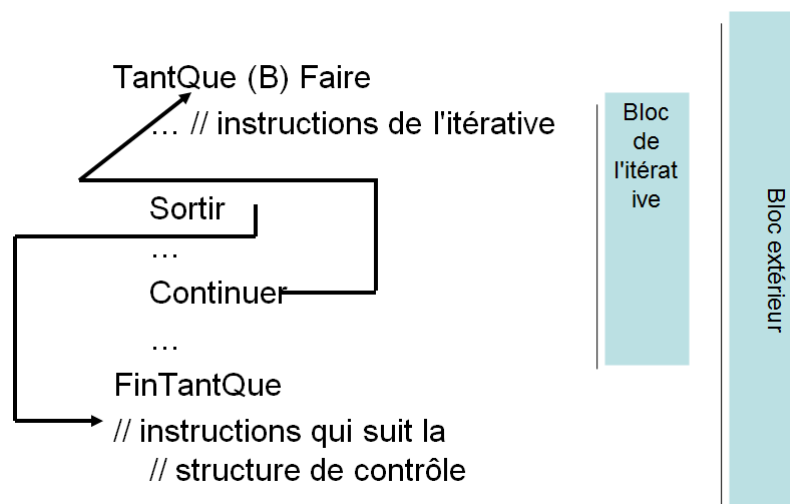 TantQue (B) Faire
… // instructions de l'itérative
Sortir
…
Continuer
…
FinTantQue
// instructions qui suit la
// structure de contrôle
Bloc
de
l'itérat
ive
Bloc extérieur